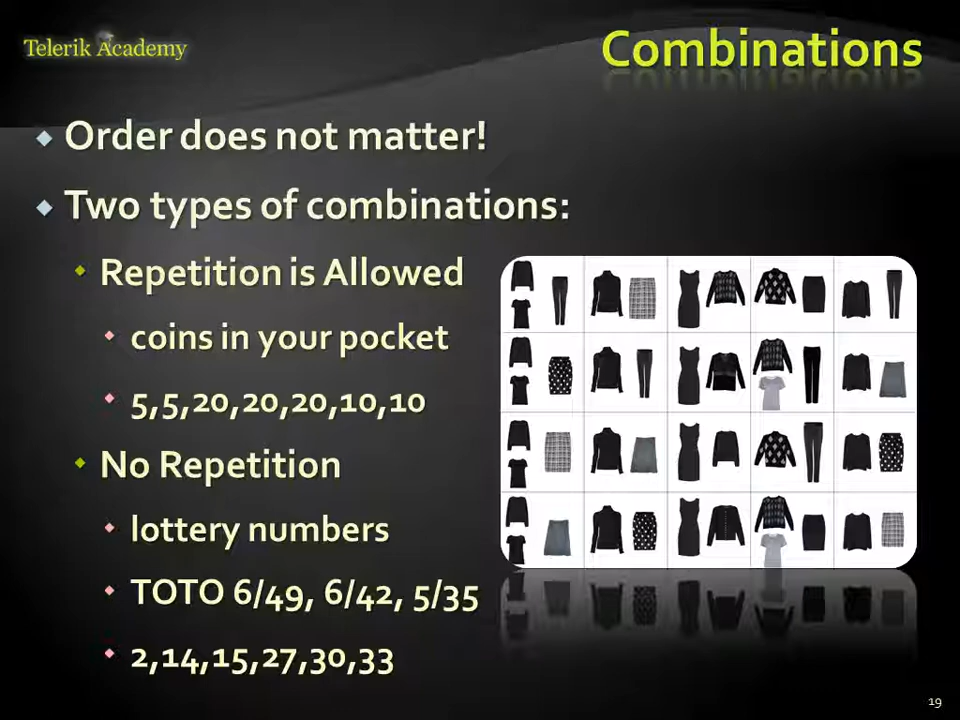 Telerik Academy
Combinations
Order does not matter!
Two types of combinations:
Repetition is Allowed
coins in your pocket
5,5,20,20,20,10,10
No Repetition
lottery numbers
TOTO 6/49, 6/42, 5/35
2,14,15,27,30,33
19